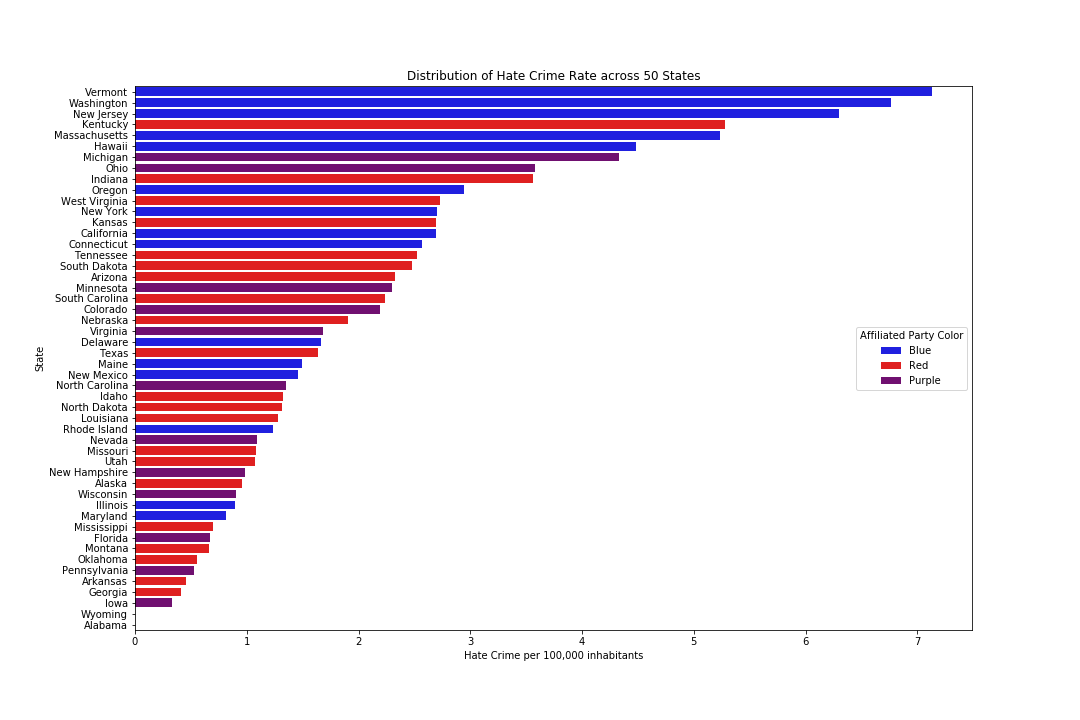 Distribution of Hate Crime Rate across 50 States
Vermont
Washington
New Jersey
Kentucky
Massachusetts
Hawaii
Michigan
Ohio
Indiana
Oregon
West Virginia
New York
Kansas
California
Connecticut
Tennessee
South Dakota
Arizona
Minnesota
South Carolina
Colorado
Nebraska
Virginia
Delaware
Texas
Maine
New Mexico
North Carolina
Idaho
North Dakota
Louisiana
Rhode Island
Nevada
Missouri
Utah
New Hampshire
Alaska
Wisconsin
Illinois
Maryland
Mississippi
Florida
Montana
Oklahoma
Pennsylvania
Arkansas
Georgia
Iowa
Wyoming
Alabama
State
Affiliated Party Color
Blue
Red
Purple
0 1 2 3 4 5 6 7
Hate Crime per 100,000 inhabitants